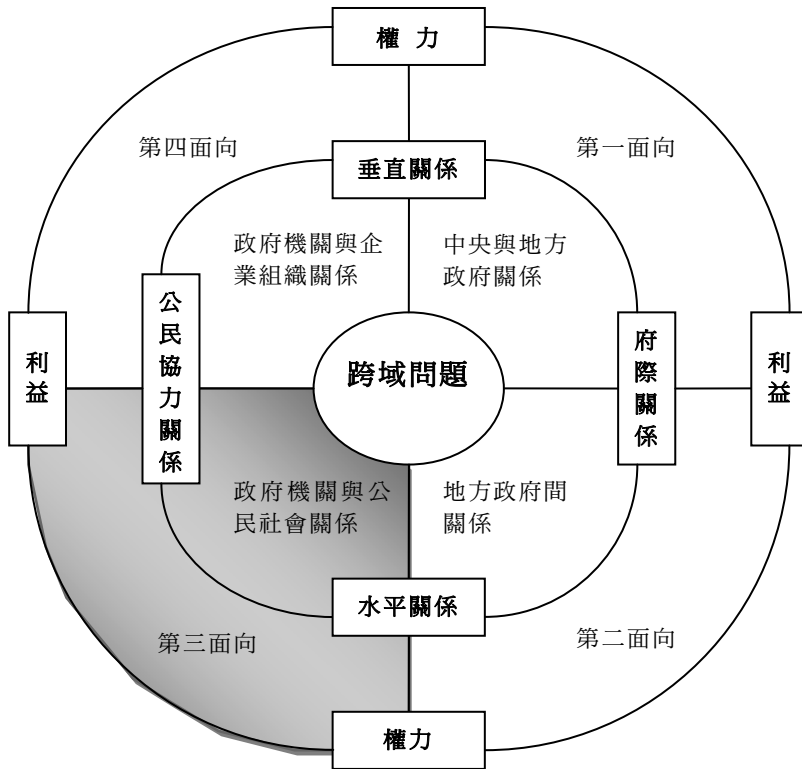 權 力
第四面向
第一面向
垂直關係
政府機關與企
業組織關係
中央與地方
政府關係
利益
公民協力關係
跨域問題
府際關係
利益
政府機關與公
民社會關係
地方政府間
關係
水平關係
第三面向
第二面向
權力